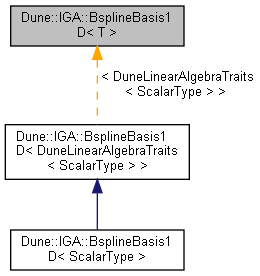 Dune::IGA::BsplineBasis1
D< T >
< DuneLinearAlgebraTraits
< ScalarType > >
Dune::IGA::BsplineBasis1
D< DuneLinearAlgebraTraits
< ScalarType > >
Dune::IGA::BsplineBasis1
D< ScalarType >